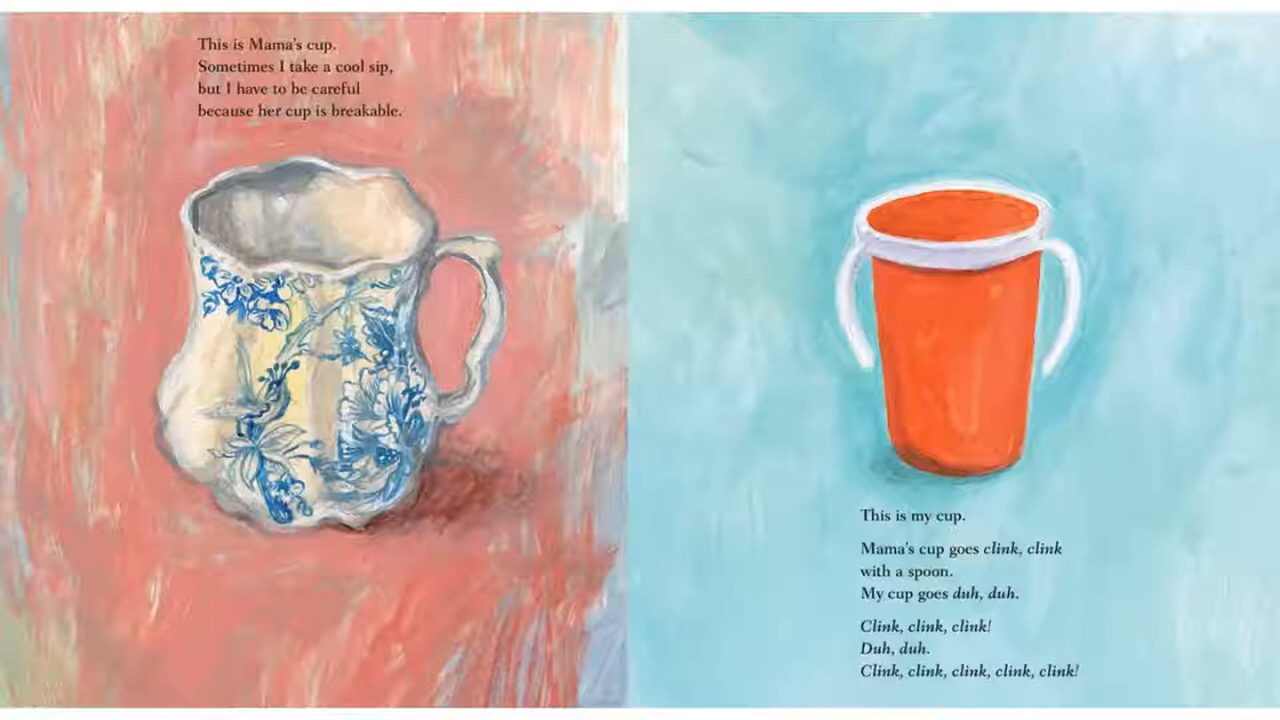 This is Mama's cup.
Sometimes I take a cool sip,
but I have to be careful
because her cup is breakable.
This is my cup.
Mama's cup goes clink, clink
with a spoon.
My cup goes duh, duh.
Clink, clink, clink!
Duh, duh.
Clink, clink, clink, clink, clink!